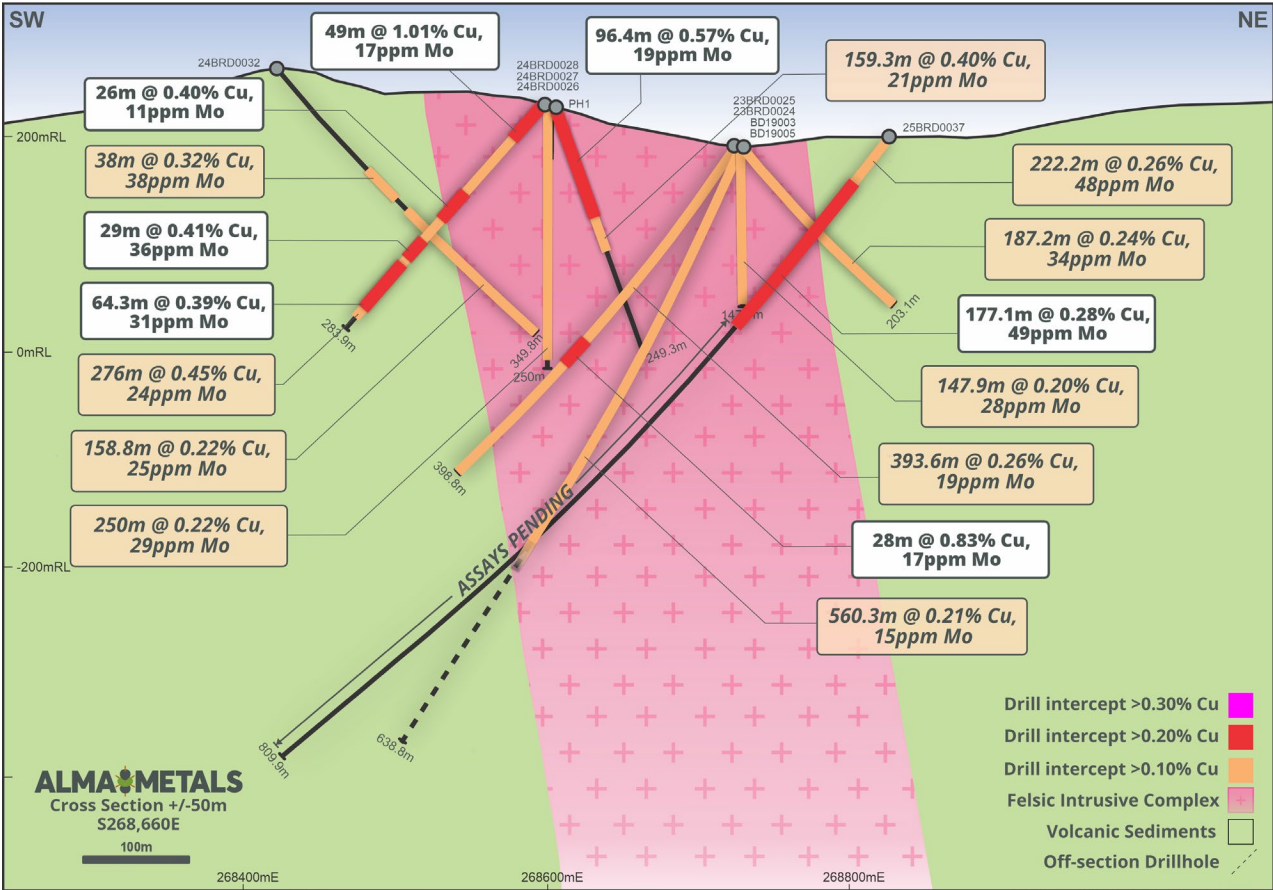 SW
NE
49m @ 1.01% Cu,
17ppm Mo
96.4m @ 0.57% Cu,
19ppm Mo
159.3m @ 0.40% Cu,
21ppm Mo
24BRD0032
24BRD0028
24BRD0027
24BRD0026
PH1
23BRD0025
23BRD0024
BD19003
BD19005
25BRD0037
26m @ 0.40% Cu,
11ppm Mo
200mRL
38m @ 0.32% Cu,
38ppm Mo
222.2m @ 0.26% Cu,
48ppm Mo
29m @ 0.41% Cu,
36ppm Mo
187.2m @ 0.24% Cu,
34ppm Mo
64.3m @ 0.39% Cu,
31ppm Mo
177.1m @ 0.28% Cu,
49ppm Mo
203.1m
283.9m
349.8m
249.3m
0mRL
250m
276m @ 0.45% Cu,
24ppm Mo
147.9m @ 0.20% Cu,
28ppm Mo
158.8m @ 0.22% Cu,
25ppm Mo
393.6m @ 0.26% Cu,
19ppm Mo
398.8m
250m @ 0.22% Cu,
29ppm Mo
28m @ 0.83% Cu,
17ppm Mo
ASSAYS PENDING
-200mRL
560.3m @ 0.21% Cu,
15ppm Mo
809.9m
638.8m
Drill intercept >0.30% Cu
Drill intercept >0.20% Cu
Drill intercept >0.10% Cu
Felsic Intrusive Complex
Volcanic Sediments
Off-section Drillhole
ALMA METALS
Cross Section +/-50m
S268,660E
100m
268400mE
268600mE
268800mE